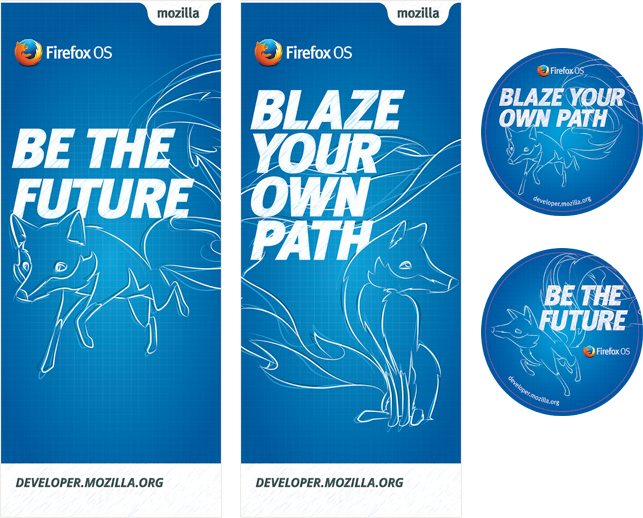 mozilla
Firefox OS
BE THE
FUTURE
DEVELOPER.MOZILLA.ORG
mozilla
Firefox OS
BLAZE
YOUR
OWN
PATH
DEVELOPER.MOZILLA.ORG
Firefox OS
BLAZE YOUR
OWN PATH
developer.mozilla.org
BE THE
FUTURE
Firefox OS
developer.mozilla.org